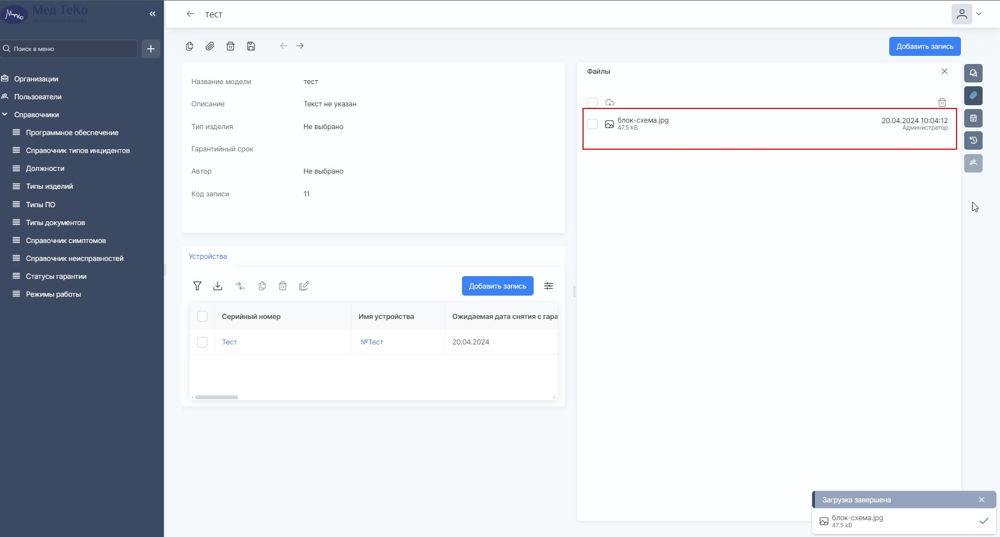 Мед ТеКо
тест
Поиск в меню
Добавить запись
Организации
Пользователи
Справочники
Программное обеспечение
Справочник типов инцидентов
Должности
Типы изделий
Типы ПО
Типы документов
Справочник симптомов
Справочник неисправностей
Статусы гарантии
Режимы работы
Название модели тест
Описание Текст не указан
Тип изделия Не выбрано
Гарантийный срок
Автор Не выбрано
Код записи 11
Устройства
Добавить запись
Серийный номер Имя устройства Ожидаемая дата снятия с гара
Тест №Тест 20.04.2024
Файлы
блок-схема.jpg 20.04.2024 10:04:12
47.5 kB Администратор
Загрузка завершена
блок-схема.jpg
47.5 kB